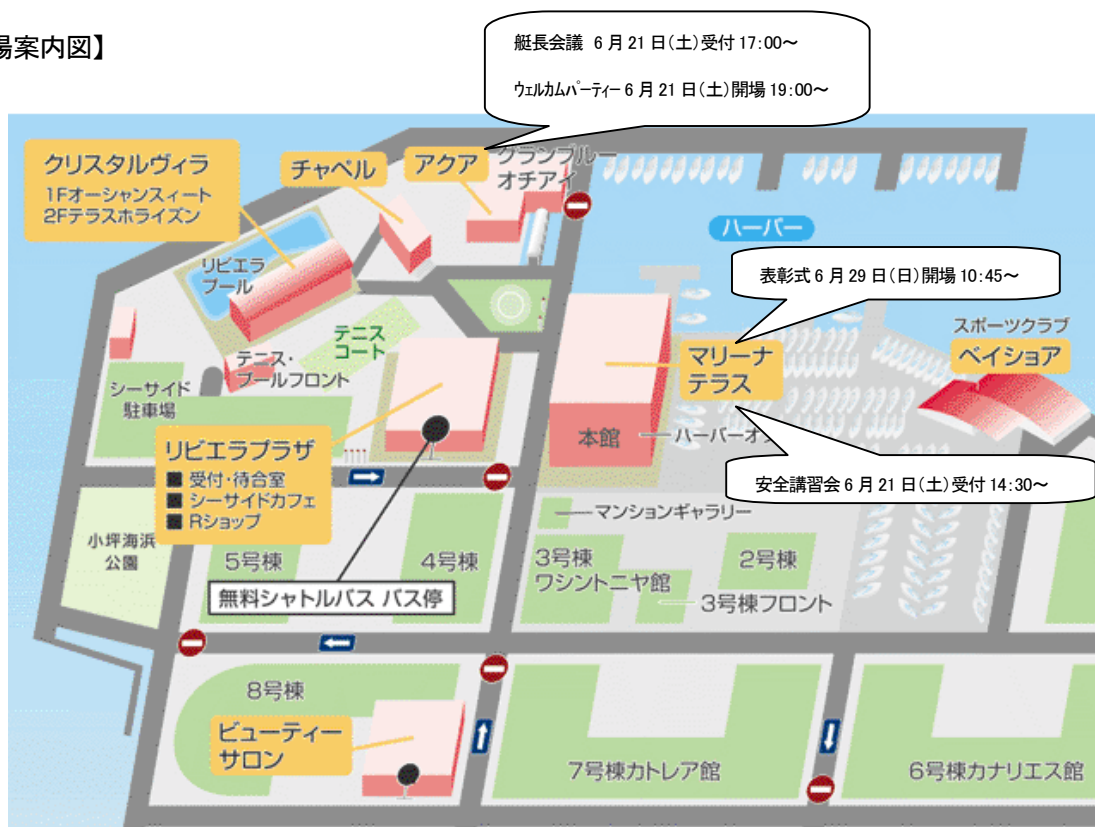 場案内図】
艇長会議 6月21日(土)受付17:00～
ウェルカムパーティー6月21日(土)開場19:00～
クリスタルヴィラ
1Fオーシャンスィート
2Fテラスホライズン
チャペル
アクア
グランブルー
オチアイ
ハーバー
リビエラ
プール
表彰式6月29日(日)開場10:45～
スポーツクラブ
ベイショア
テニス
コート
テニス・
プールフロント
マリーナ
テラス
シーサイド
駐車場
本館
ハーバーオフ
リビエラプラザ
■ 受付・待合室
■ シーサイドカフェ
■ Rショップ
安全講習会6月21日(土)受付14:30～
マンションギャラリー
小坪海浜
公園
5号棟
4号棟
3号棟
ワシントニヤ館
2号棟
3号棟フロント
無料シャトルバス バス停
8号棟
ビューティー
サロン
7号棟カトレア館
6号棟カナリエス館